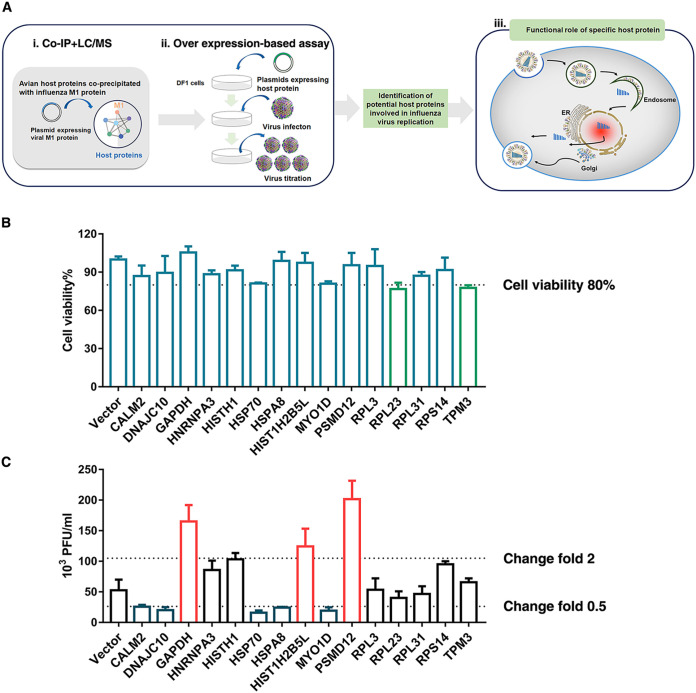 A
i. Co-IP+LC/MS
Avian host proteins co-precipitated
with influenza M1 protein
M1
Plasmid expressing
viral M1 protein
Host proteins
ii. Over expression-based assay
DF1 cells
Plasmids expressing
host protein
Virus infecton
Virus titration
Identification of
potential host proteins
involved in influenza
virus replication
iii.
Functional role of specific host protein
Endosome
ER
Golgi
B
Cell viability%
120
90
60
30
0
Cell viability 80%
Vector
CALM2
DNAJC10
GAPDH
HNRNPA3
HISTH1
HSP70
HSPA8
HIST1H2B5L
MYO1D
PSMD12
RPL3
RPL23
RPL31
RPS14
TPM3
C
10³ PFU/ml
250
200
150
100
50
0
Change fold 2
Change fold 0.5
Vector
CALM2
DNAJC10
GAPDH
HNRNPA3
HISTH1
HSP70
HSPA8
HIST1H2B5L
MYO1D
PSMD12
RPL3
RPL23
RPL31
RPS14
TPM3